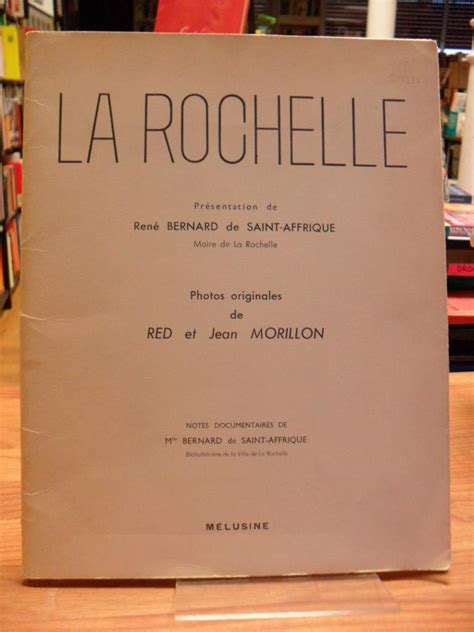 LA ROCHELLE
Présentation de
René BERNARD de SAINT-AFFRIQUE
Maire de La Rochelle
Photos originales
de
RED et Jean MORILLON
NOTES DOCUMENTAIRES DE
Mlle BERNARD de SAINT-AFFRIQUE
Bibliothécaire de la Ville de La Rochelle
MÉLUSINE